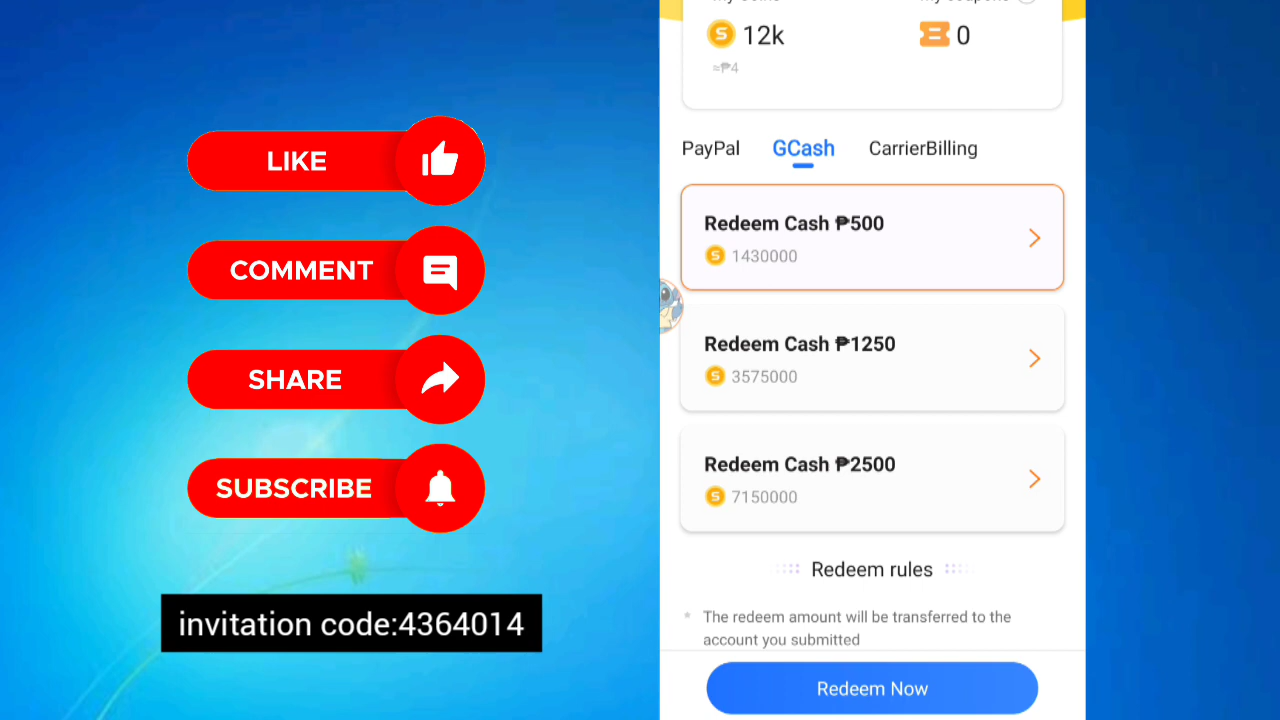 LIKE
COMMENT
SHARE
SUBSCRIBE
invitation code:4364014
12k
0
≈₱4
PayPal
GCash
CarrierBilling
Redeem Cash ₱500
1430000
Redeem Cash ₱1250
3575000
Redeem Cash ₱2500
7150000
Redeem rules
* The redeem amount will be transferred to the
account you submitted
Redeem Now